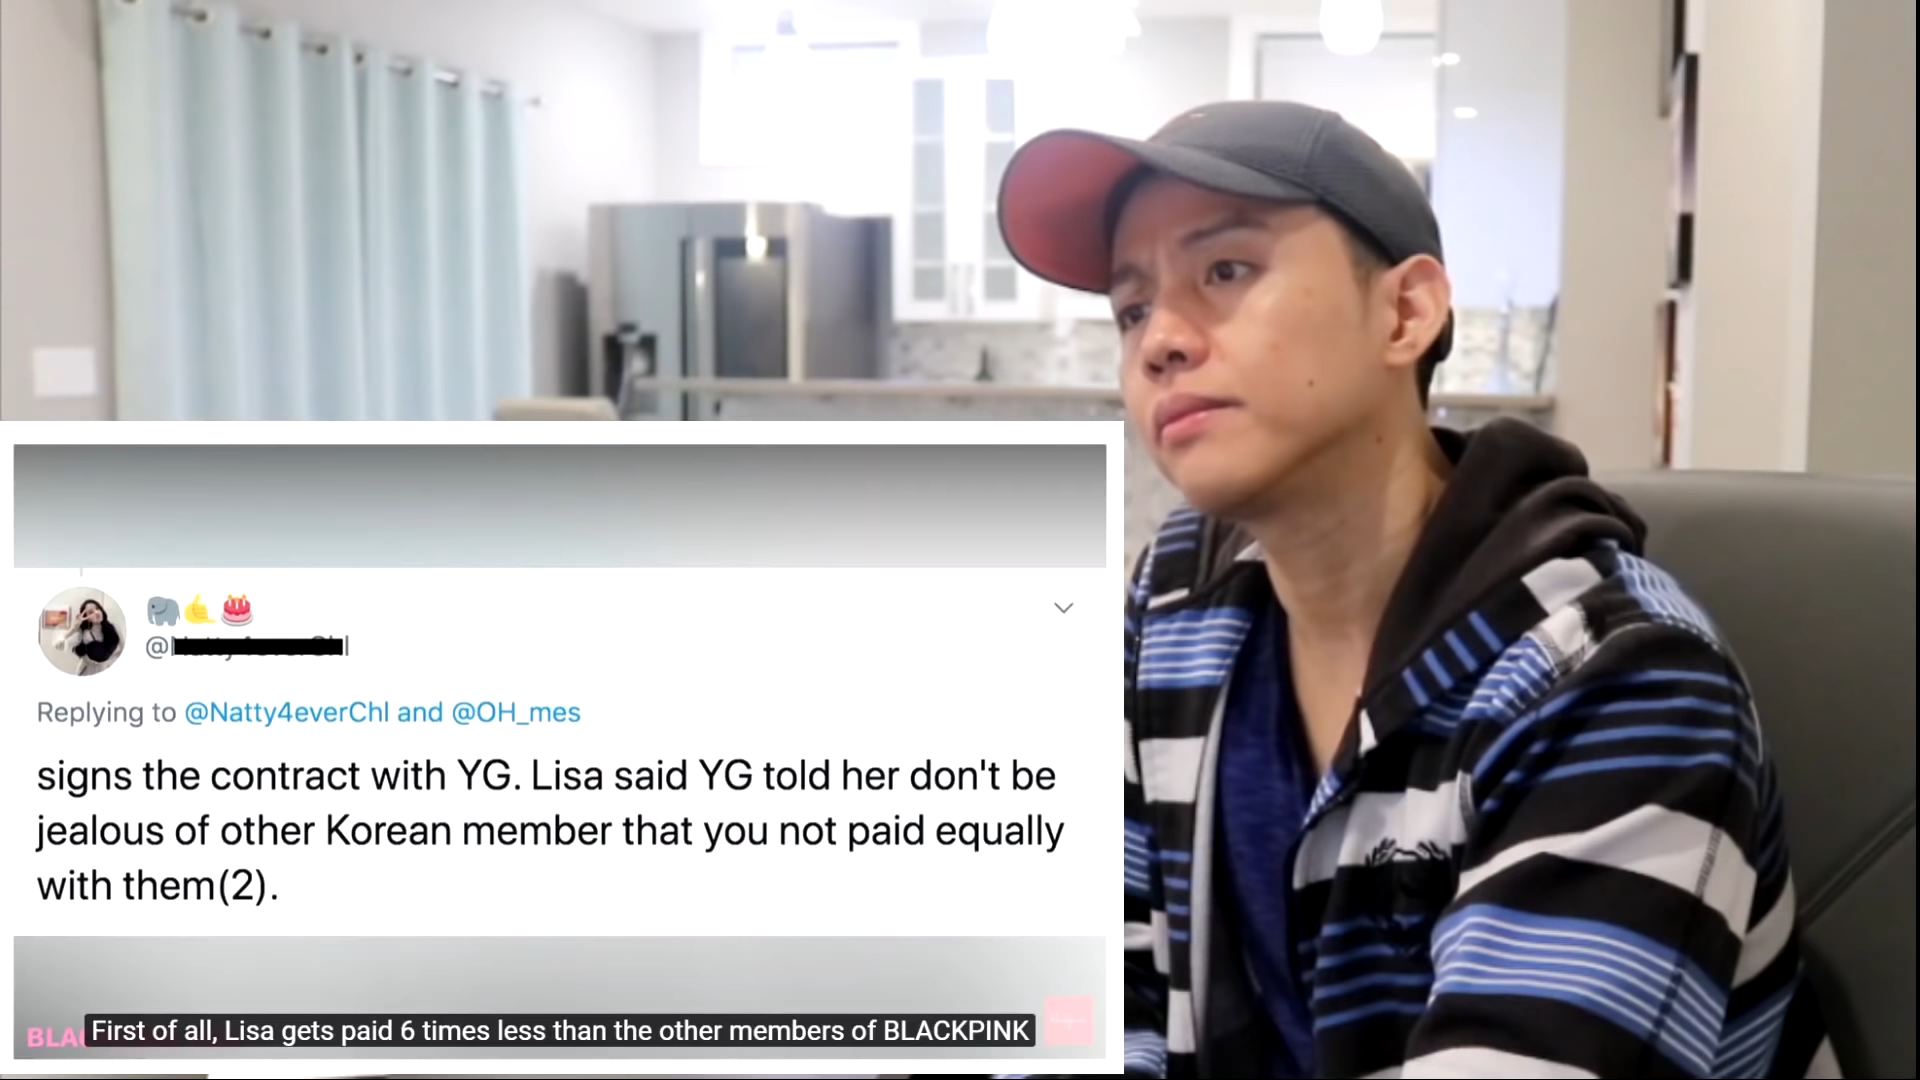 @
Replying to @Natty4everChl and @OH_mes
signs the contract with YG. Lisa said YG told her don't be
jealous of other Korean member that you not paid equally
with them(2).
First of all, Lisa gets paid 6 times less than the other members of BLACKPINK